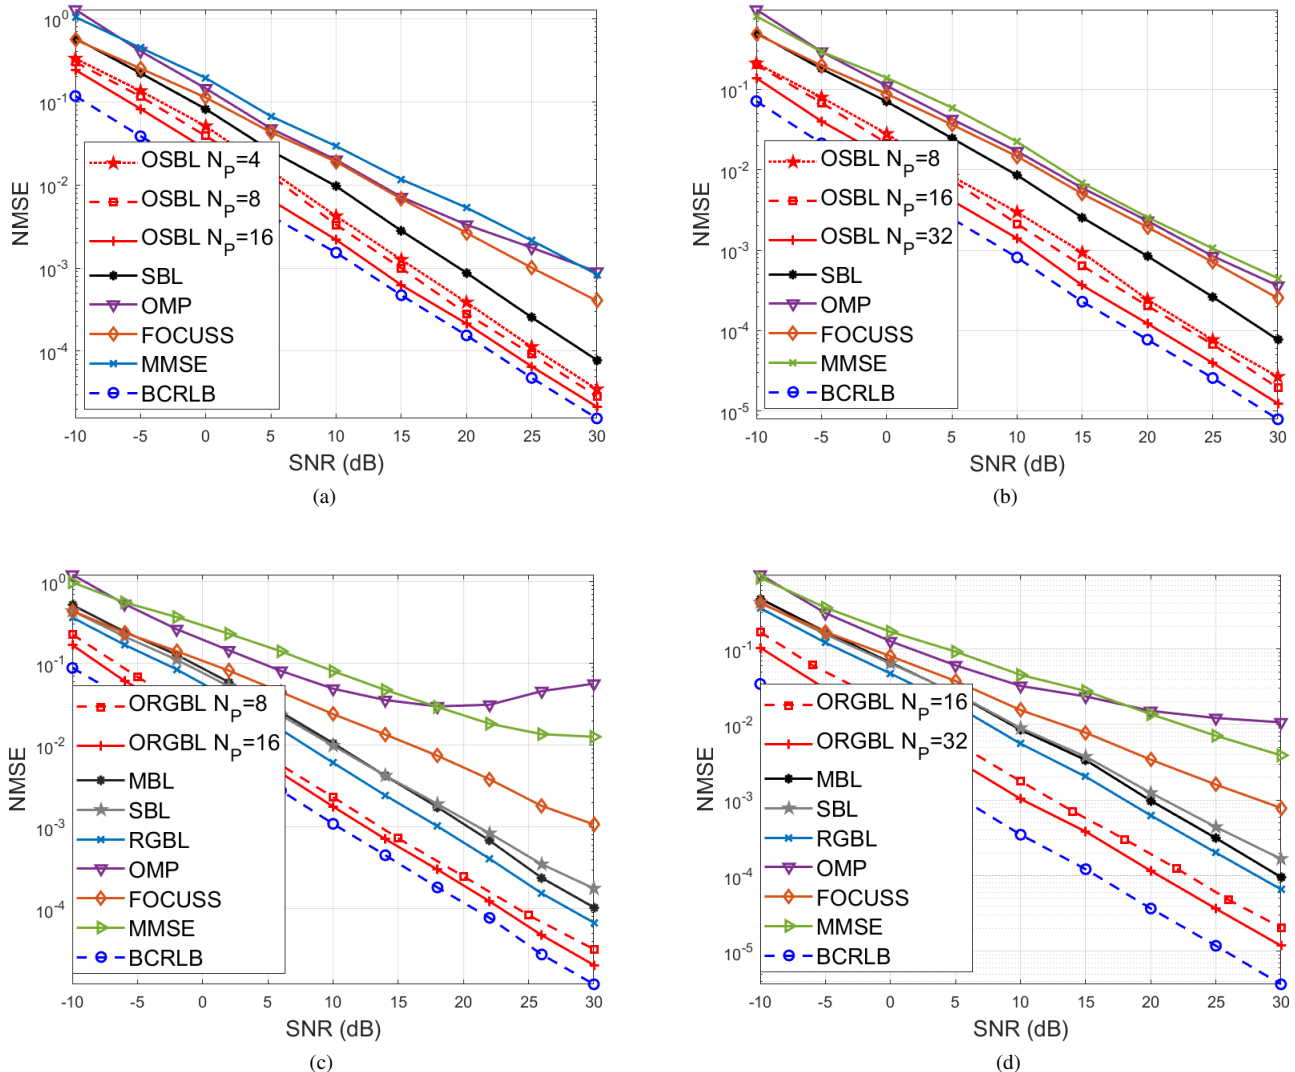 10^0
10^-1
10^-2
10^-3
10^-4
NMSE
OSBL N_P=4
OSBL N_P=8
OSBL N_P=16
SBL
OMP
FOCUSS
MMSE
BCRLB
-10 -5 0 5 10 15 20 25 30
SNR (dB)
(a)
10^-1
10^-2
10^-3
10^-4
10^-5
NMSE
OSBL N_P=8
OSBL N_P=16
OSBL N_P=32
SBL
OMP
FOCUSS
MMSE
BCRLB
-10 -5 0 5 10 15 20 25 30
SNR (dB)
(b)
10^0
10^-1
10^-2
10^-3
10^-4
NMSE
ORGBL N_P=8
ORGBL N_P=16
MBL
SBL
RGBL
OMP
FOCUSS
MMSE
BCRLB
-10 -5 0 5 10 15 20 25 30
SNR (dB)
(c)
10^-1
10^-2
10^-3
10^-4
10^-5
NMSE
ORGBL N_P=16
ORGBL N_P=32
MBL
SBL
RGBL
OMP
FOCUSS
MMSE
BCRLB
-10 -5 0 5 10 15 20 25 30
SNR (dB)
(d)